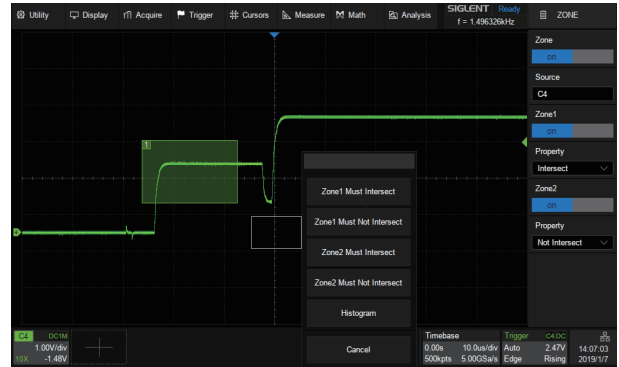 Utility Display Acquire Trigger Cursors Measure Math Analysis
SIGLENT Ready
f = 1.496326kHz
ZONE
Zone
on
Source
C4
Zone1
on
Property
Intersect
Zone2
on
Property
Not Intersect
1
Zone1 Must Intersect
Zone1 Must Not Intersect
Zone2 Must Intersect
Zone2 Must Not Intersect
Histogram
Cancel
C4 DC1M
1.00V/div
10X -1.48V
Timebase
0.00s 10.0us/div
500kpts 5.00GSa/s
Trigger C4 DC
Auto 2.47V
Edge Rising
14:07:03
2019/1/7